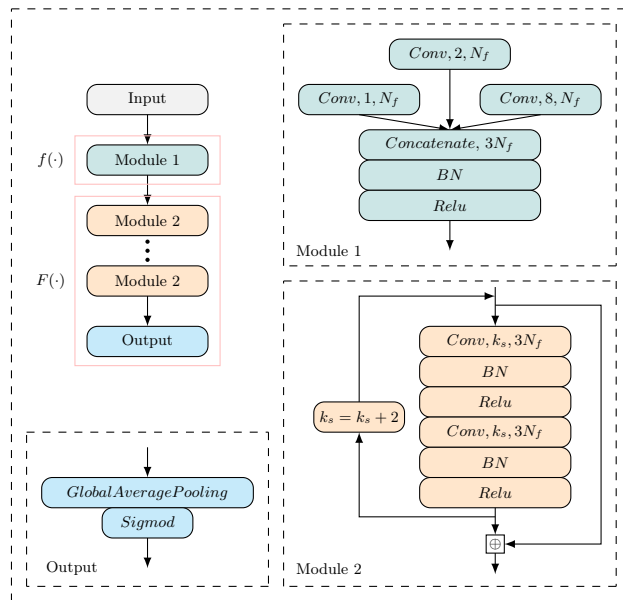 Input
f(·)
Module 1
Module 2
F(·)
Module 2
Output
Conv, 2, N_f
Conv, 1, N_f
Conv, 8, N_f
Concatenate, 3N_f
BN
Relu
Module 1
Conv, k_s, 3N_f
BN
Relu
k_s = k_s + 2
Conv, k_s, 3N_f
BN
Relu
⊕
Module 2
GlobalAveragePooling
Sigmod
Output